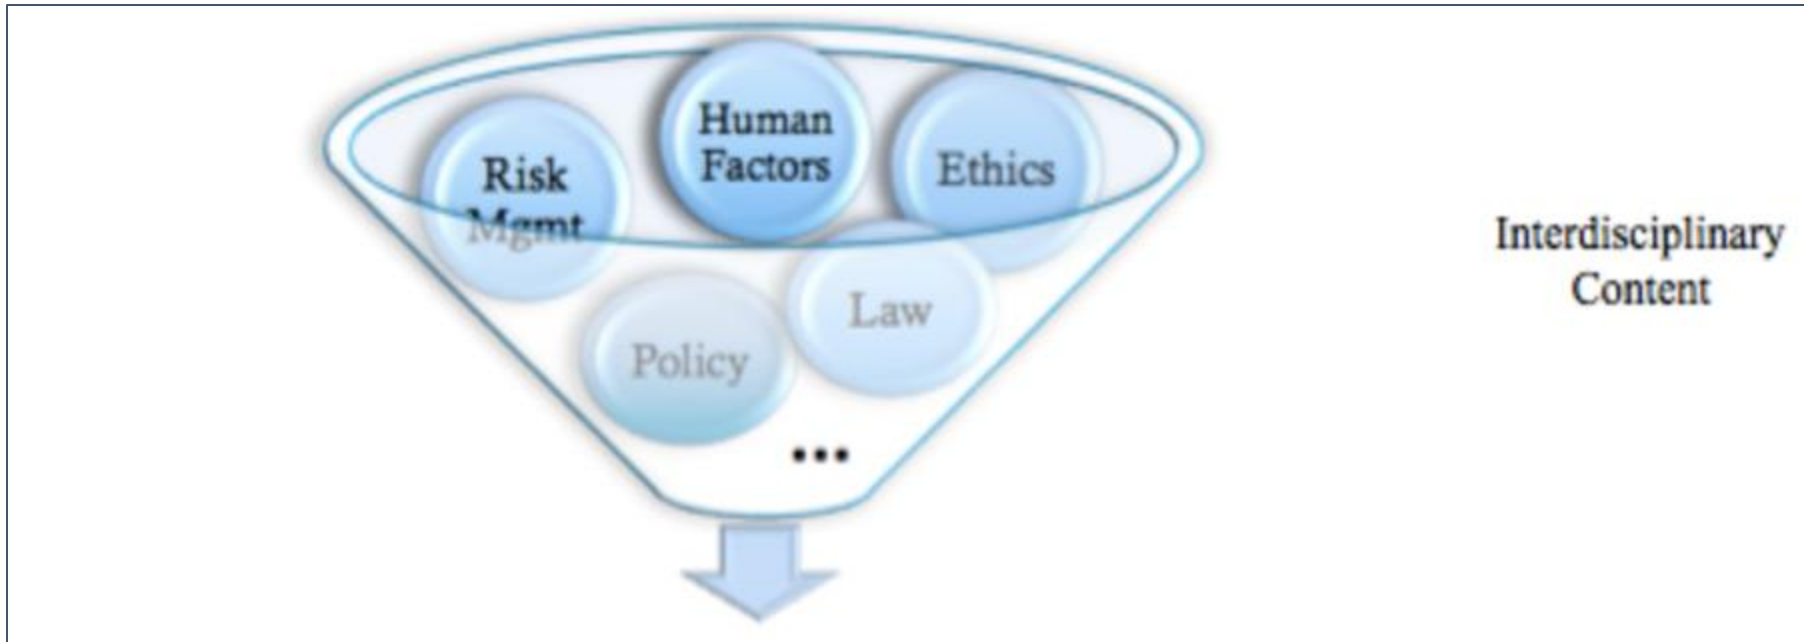 Human
Factors
Risk
Mgmt
Ethics
Law
Policy
...
Interdisciplinary
Content